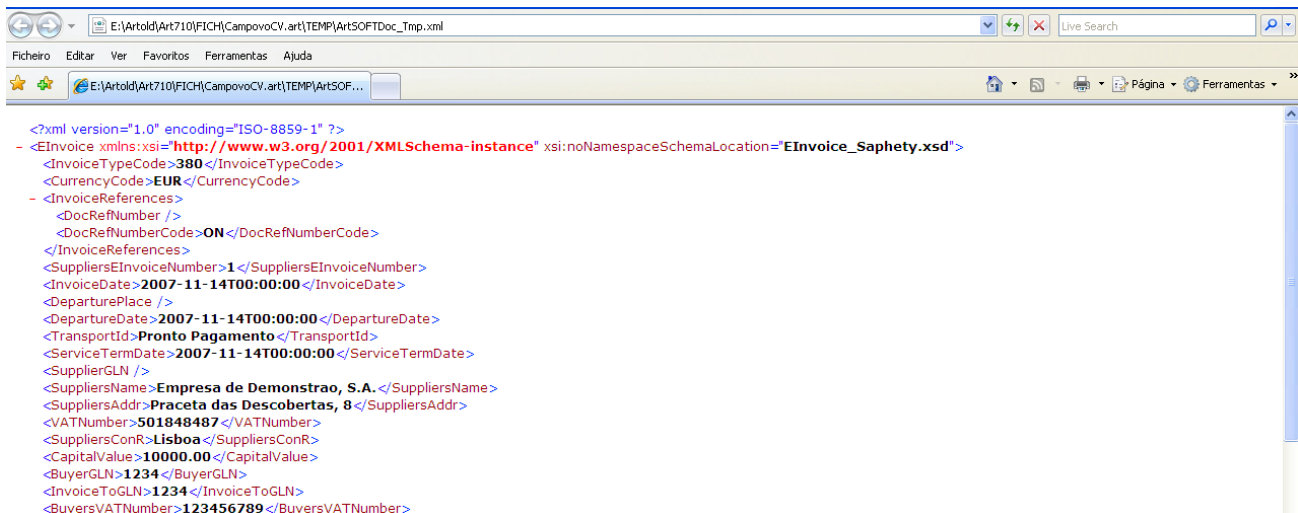 E:\Artold\Art710\FICH\CampovoCV.art\TEMP\ArtSOFTDoc_Tmp.xml Live Search
Ficheiro Editar Ver Favoritos Ferramentas Ajuda
E:\Artold\Art710\FICH\CampovoCV.art\TEMP\ArtSOF... Página Ferramentas »
<?xml version="1.0" encoding="ISO-8859-1" ?>
- <EInvoice xmlns:xsi="http://www.w3.org/2001/XMLSchema-instance" xsi:noNamespaceSchemaLocation="EInvoice_Saphety.xsd">
<InvoiceTypeCode>380</InvoiceTypeCode>
<CurrencyCode>EUR</CurrencyCode>
- <InvoiceReferences>
<DocRefNumber />
<DocRefNumberCode>ON</DocRefNumberCode>
</InvoiceReferences>
<SuppliersEInvoiceNumber>1</SuppliersEInvoiceNumber>
<InvoiceDate>2007-11-14T00:00:00</InvoiceDate>
<DeparturePlace />
<DepartureDate>2007-11-14T00:00:00</DepartureDate>
<TransportId>Pronto Pagamento</TransportId>
<ServiceTermDate>2007-11-14T00:00:00</ServiceTermDate>
<SupplierGLN />
<SuppliersName>Empresa de Demonstrao, S.A.</SuppliersName>
<SuppliersAddr>Praceta das Descobertas, 8</SuppliersAddr>
<VATNumber>501848487</VATNumber>
<SuppliersConR>Lisboa</SuppliersConR>
<CapitalValue>10000.00</CapitalValue>
<BuyerGLN>1234</BuyerGLN>
<InvoiceToGLN>1234</InvoiceToGLN>
<BuyersVATNumber>123456789</BuyersVATNumber>